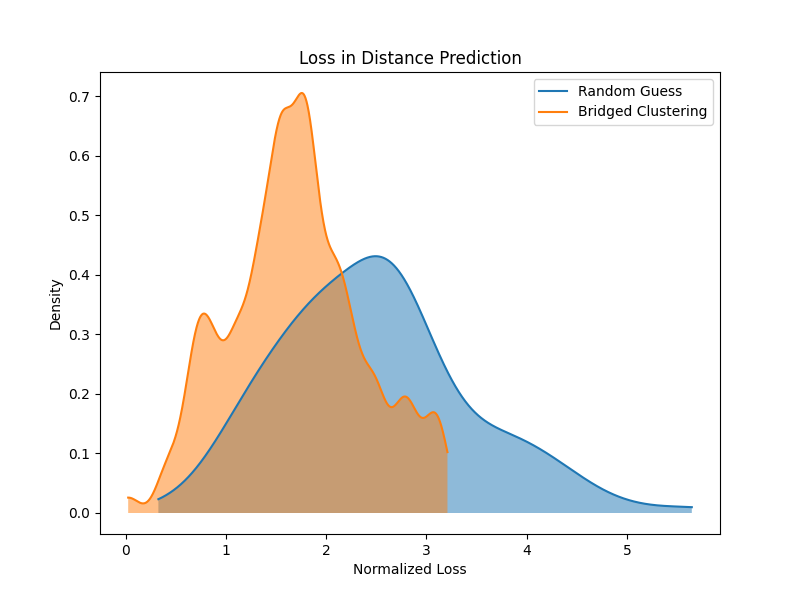 Loss in Distance Prediction
Random Guess
Bridged Clustering
Density
0.7
0.6
0.5
0.4
0.3
0.2
0.1
0.0
0 1 2 3 4 5
Normalized Loss